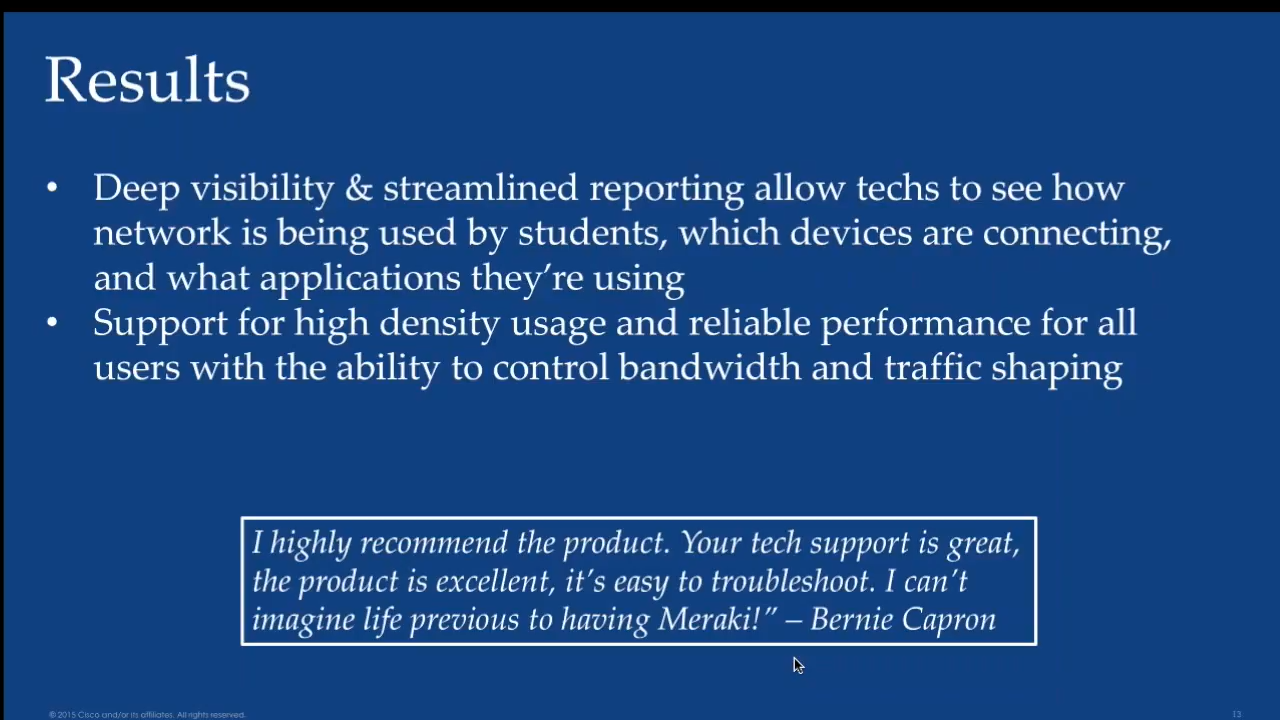 Results
• Deep visibility & streamlined reporting allow techs to see how
network is being used by students, which devices are connecting,
and what applications they’re using
• Support for high density usage and reliable performance for all
users with the ability to control bandwidth and traffic shaping
I highly recommend the product. Your tech support is great,
the product is excellent, it’s easy to troubleshoot. I can’t
imagine life previous to having Meraki!” – Bernie Capron
© 2015 Cisco and/or its affiliates. All rights reserved.
13